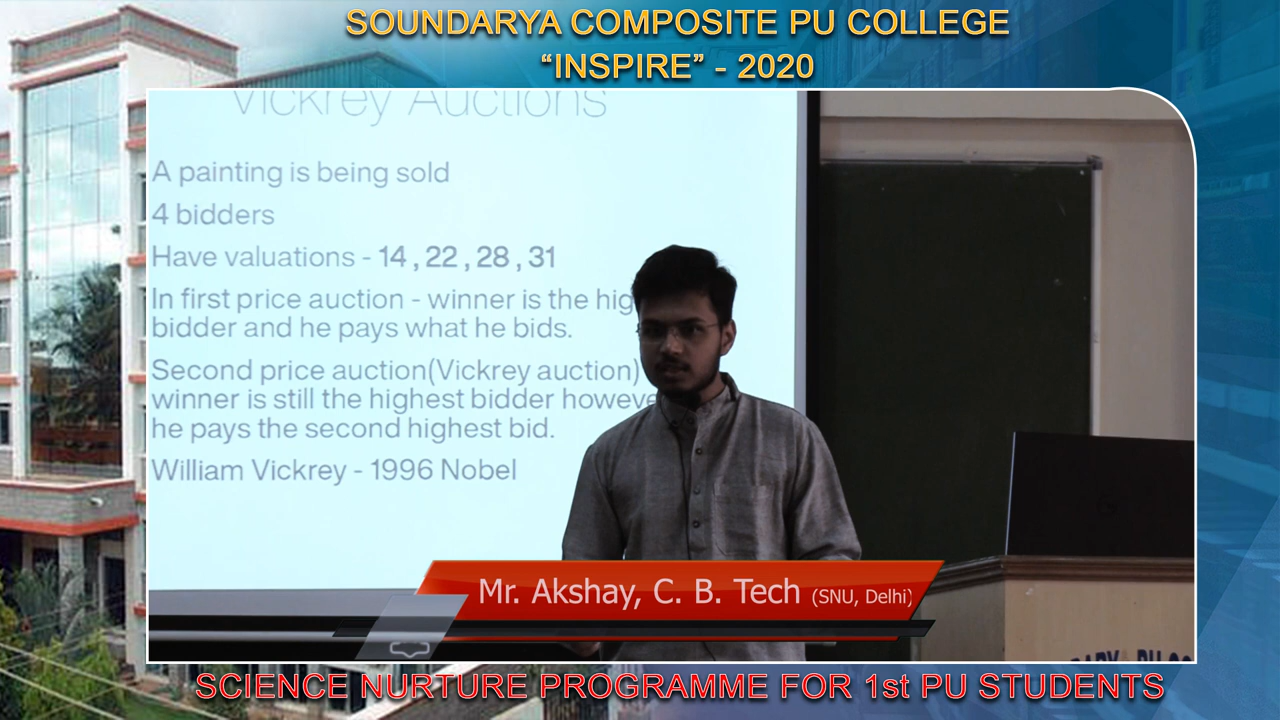 SOUNDARYA COMPOSITE PU COLLEGE
“INSPIRE” - 2020
Vickrey Auctions
A painting is being sold
4 bidders
Have valuations - 14 , 22 , 28 , 31
In first price auction - winner is the hig
bidder and he pays what he bids.
Second price auction(Vickrey auction)
winner is still the highest bidder howeve
he pays the second highest bid.
William Vickrey - 1996 Nobel
Mr. Akshay, C. B. Tech (SNU, Delhi)
SCIENCE NURTURE PROGRAMME FOR 1st PU STUDENTS